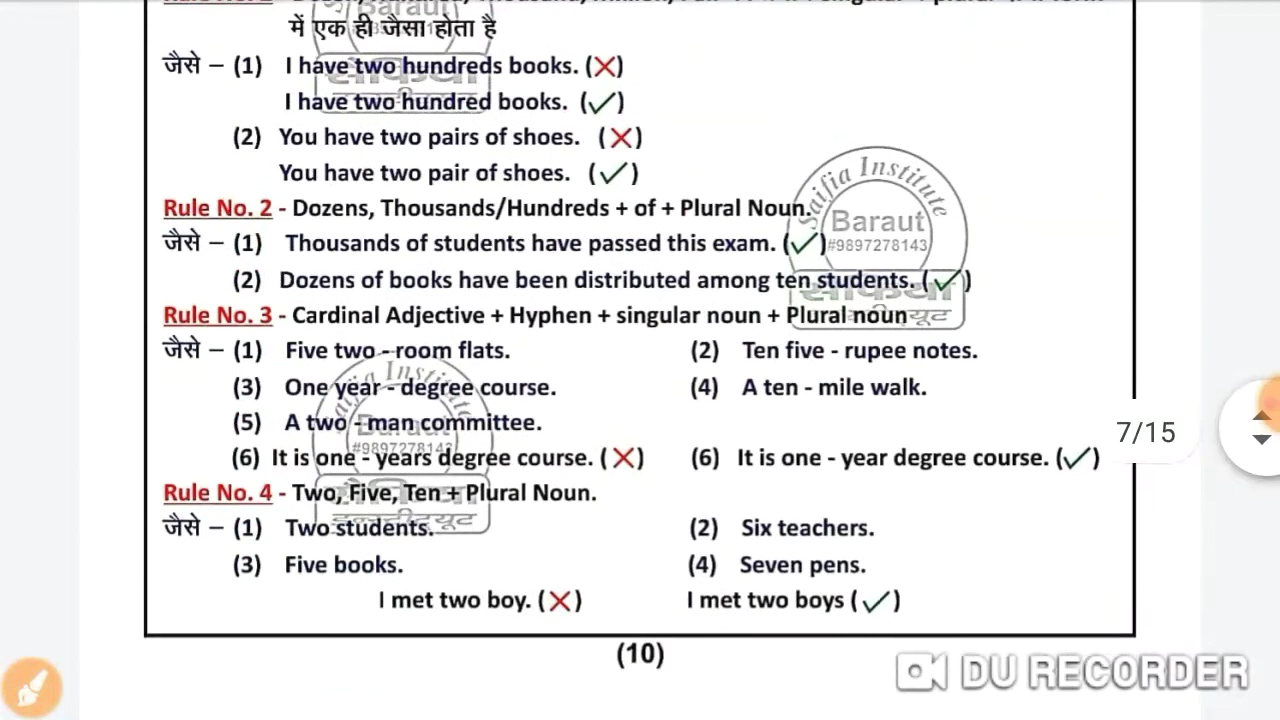 में एक ही जैसा होता है
जैसे – (1) I have two hundreds books. (✗)
I have two hundred books. (✓)
(2) You have two pairs of shoes. (✗)
You have two pair of shoes. (✓)
Rule No. 2 - Dozens, Thousands/Hundreds + of + Plural Noun.
जैसे – (1) Thousands of students have passed this exam. (✓)
(2) Dozens of books have been distributed among ten students. (✓)
Rule No. 3 - Cardinal Adjective + Hyphen + singular noun + Plural noun
जैसे – (1) Five two - room flats. (2) Ten five - rupee notes.
(3) One year - degree course. (4) A ten - mile walk.
(5) A two - man committee.
(6) It is one - years degree course. (✗) (6) It is one - year degree course. (✓)
Rule No. 4 - Two, Five, Ten + Plural Noun.
जैसे – (1) Two students. (2) Six teachers.
(3) Five books. (4) Seven pens.
I met two boy. (✗) I met two boys (✓)
(10)
Saifia Institute
Baraut
#9897278143
7/15
DU RECORDER